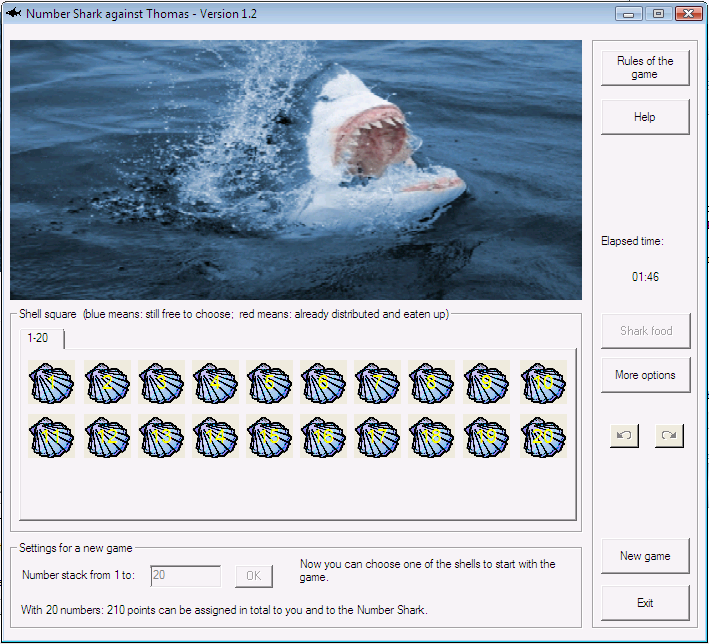 Number Shark against Thomas - Version 1.2
Rules of the
game
Help
Elapsed time:
01:46
Shell square (blue means: still free to choose; red means: already distributed and eaten up)
1-20
Shark food
1 2 3 4 5 6 7 8 9 10
More options
11 12 13 14 15 16 17 18 19 20
Settings for a new game
New game
Number stack from 1 to: 20 OK
Now you can choose one of the shells to start with the
game.
With 20 numbers: 210 points can be assigned in total to you and to the Number Shark.
Exit